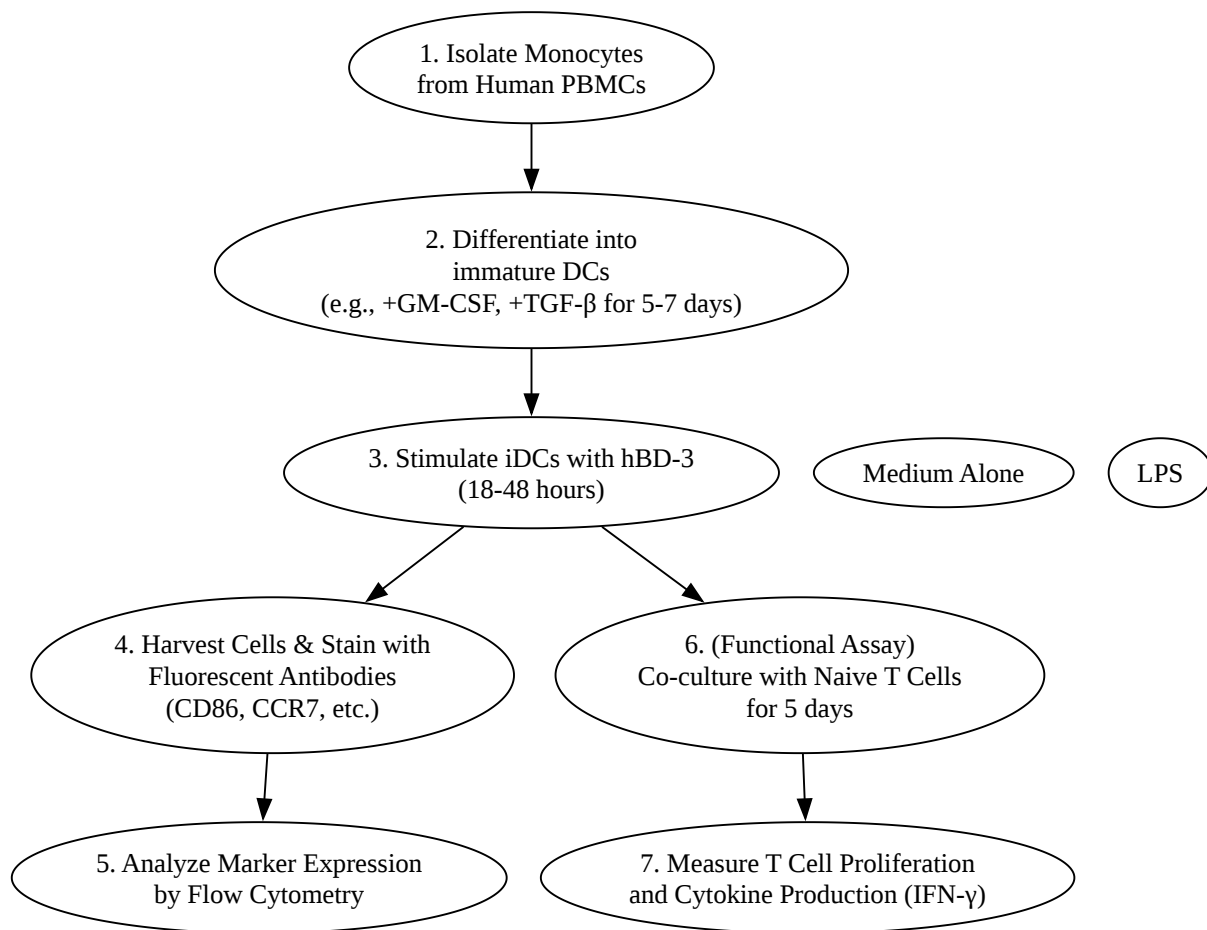 1. Isolate Monocytes
from Human PBMCs
2. Differentiate into
immature DCs
(e.g., +GM-CSF, +TGF-β for 5-7 days)
3. Stimulate iDCs with hBD-3
(18-48 hours)
Medium Alone
LPS
4. Harvest Cells & Stain with
Fluorescent Antibodies
(CD86, CCR7, etc.)
6. (Functional Assay)
Co-culture with Naive T Cells
for 5 days
5. Analyze Marker Expression
by Flow Cytometry
7. Measure T Cell Proliferation
and Cytokine Production (IFN-γ)